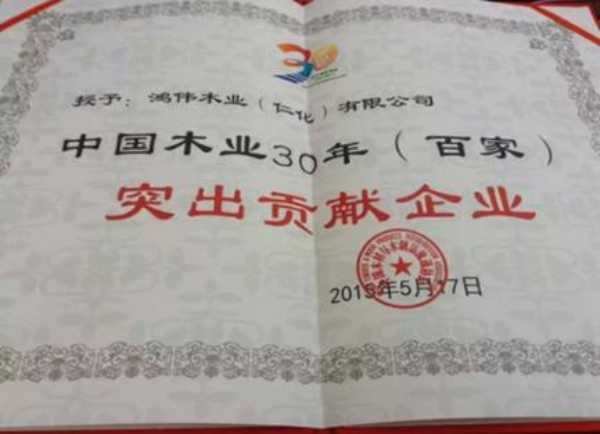 授予：鸿伟木业（仁化）有限公司
中国木业30年（百家）
突出贡献企业
2015年5月17日